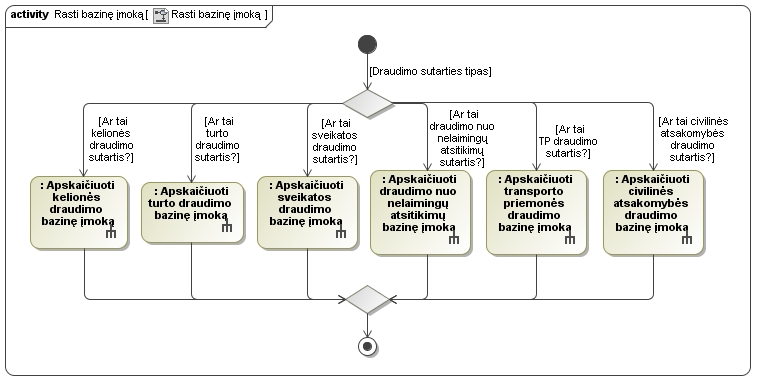 activity Rasti bazinę įmoką [ Rasti bazinę įmoką ]
[Draudimo sutarties tipas]
[Ar tai
kelionės
draudimo
sutartis?]
[Ar tai
turto
draudimo
sutartis?]
[Ar tai
sveikatos
draudimo
sutartis?]
[Ar tai
draudimo nuo
nelaimingų
atsitikimų
sutartis?]
[Ar tai
TP draudimo
sutartis?]
[Ar tai civilinės
atsakomybės
draudimo
sutartis?]
: Apskaičiuoti
kelionės
draudimo
bazinę įmoką
: Apskaičiuoti
turto draudimo
bazinę įmoką
: Apskaičiuoti
sveikatos
draudimo
bazinę įmoką
: Apskaičiuoti
draudimo nuo
nelaimingų
atsitikimų
bazinę įmoką
: Apskaičiuoti
transporto
priemonės
draudimo
bazinę įmoką
: Apskaičiuoti
civilinės
atsakomybės
draudimo
bazinę įmoką